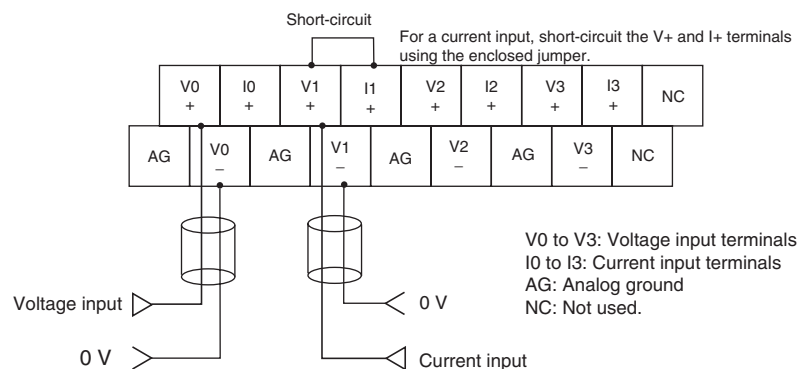 Short-circuit
For a current input, short-circuit the V+ and I+ terminals
using the enclosed jumper.
V0 I0 V1 I1 V2 I2 V3 I3 NC
+ + + + + + + +
AG V0 AG V1 AG V2 AG V3 NC
– – – –
V0 to V3: Voltage input terminals
I0 to I3: Current input terminals
AG: Analog ground
NC: Not used.
Voltage input
0 V
0 V
Current input